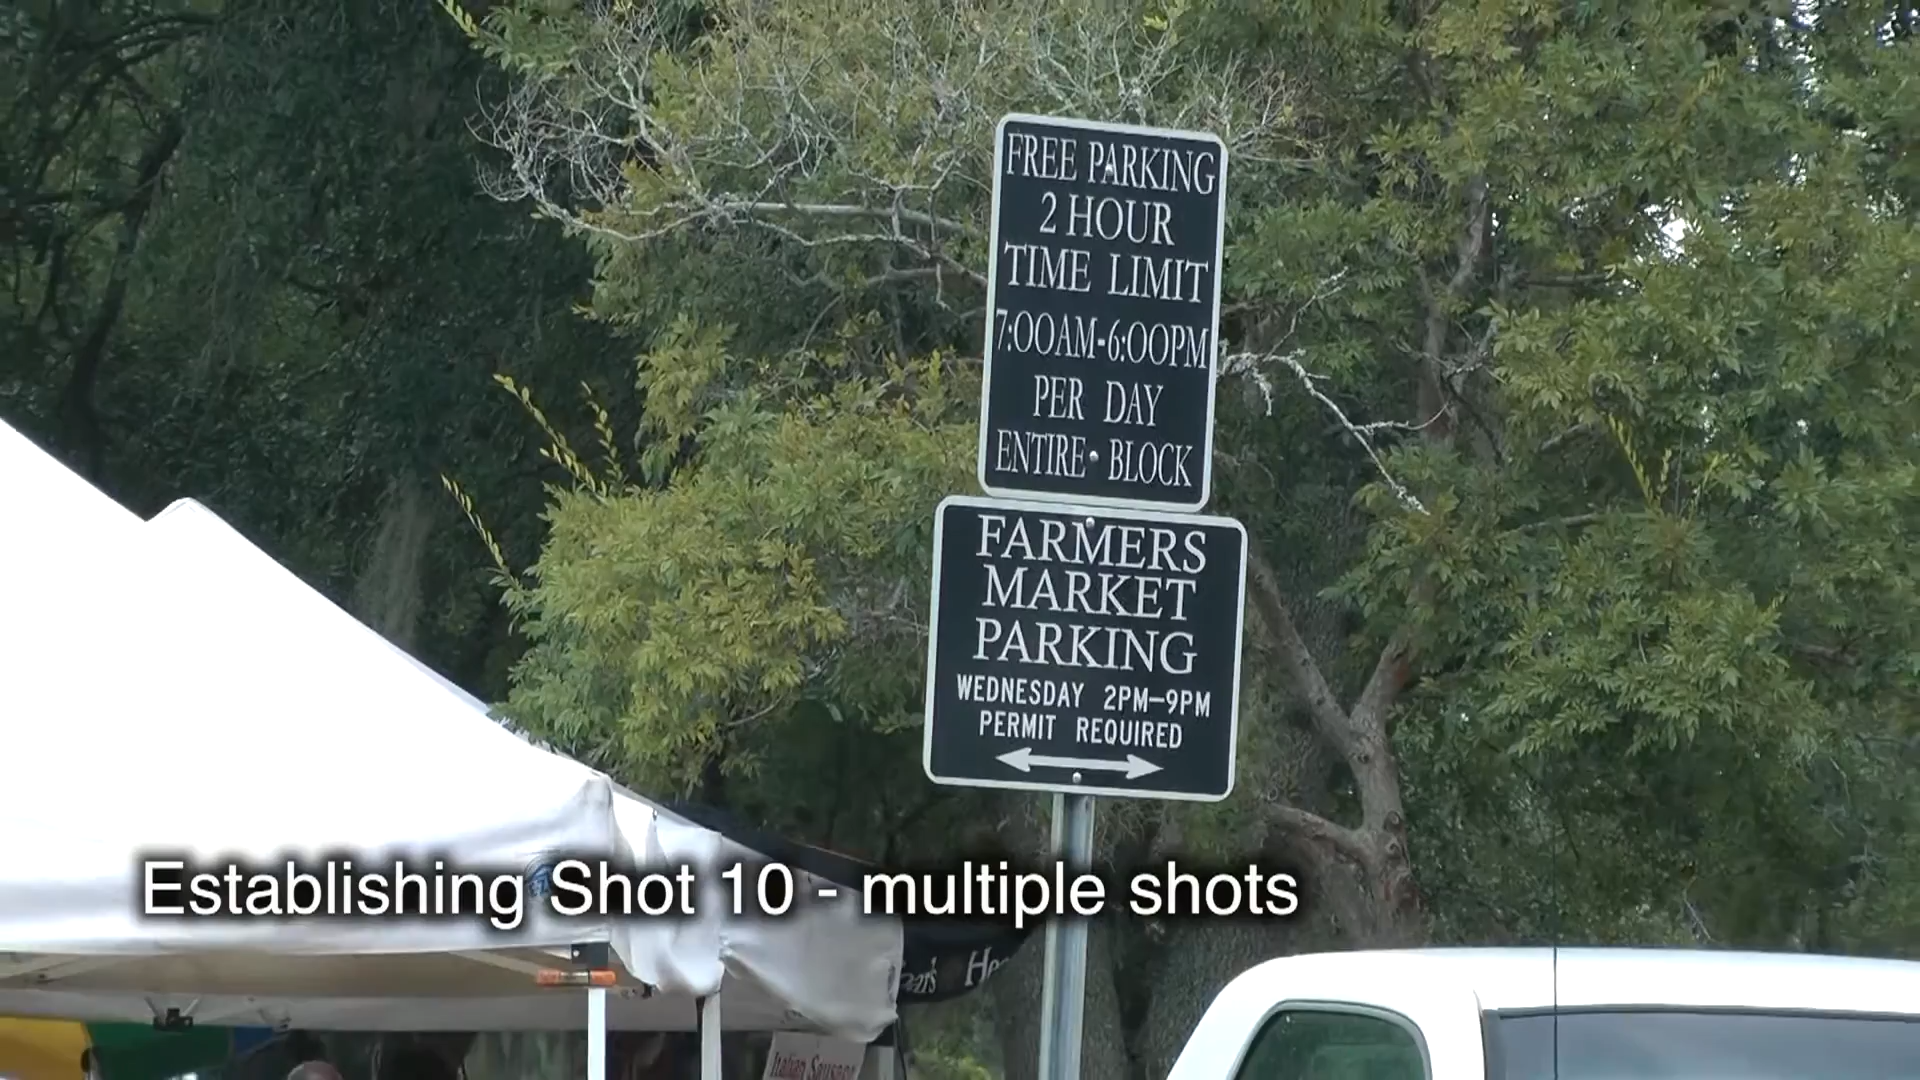 FREE PARKING
2 HOUR
TIME LIMIT
7:00AM-6:00PM
PER DAY
ENTIRE BLOCK
FARMERS
MARKET
PARKING
WEDNESDAY 2PM-9PM
PERMIT REQUIRED
Establishing Shot 10 - multiple shots
Italian Sausage